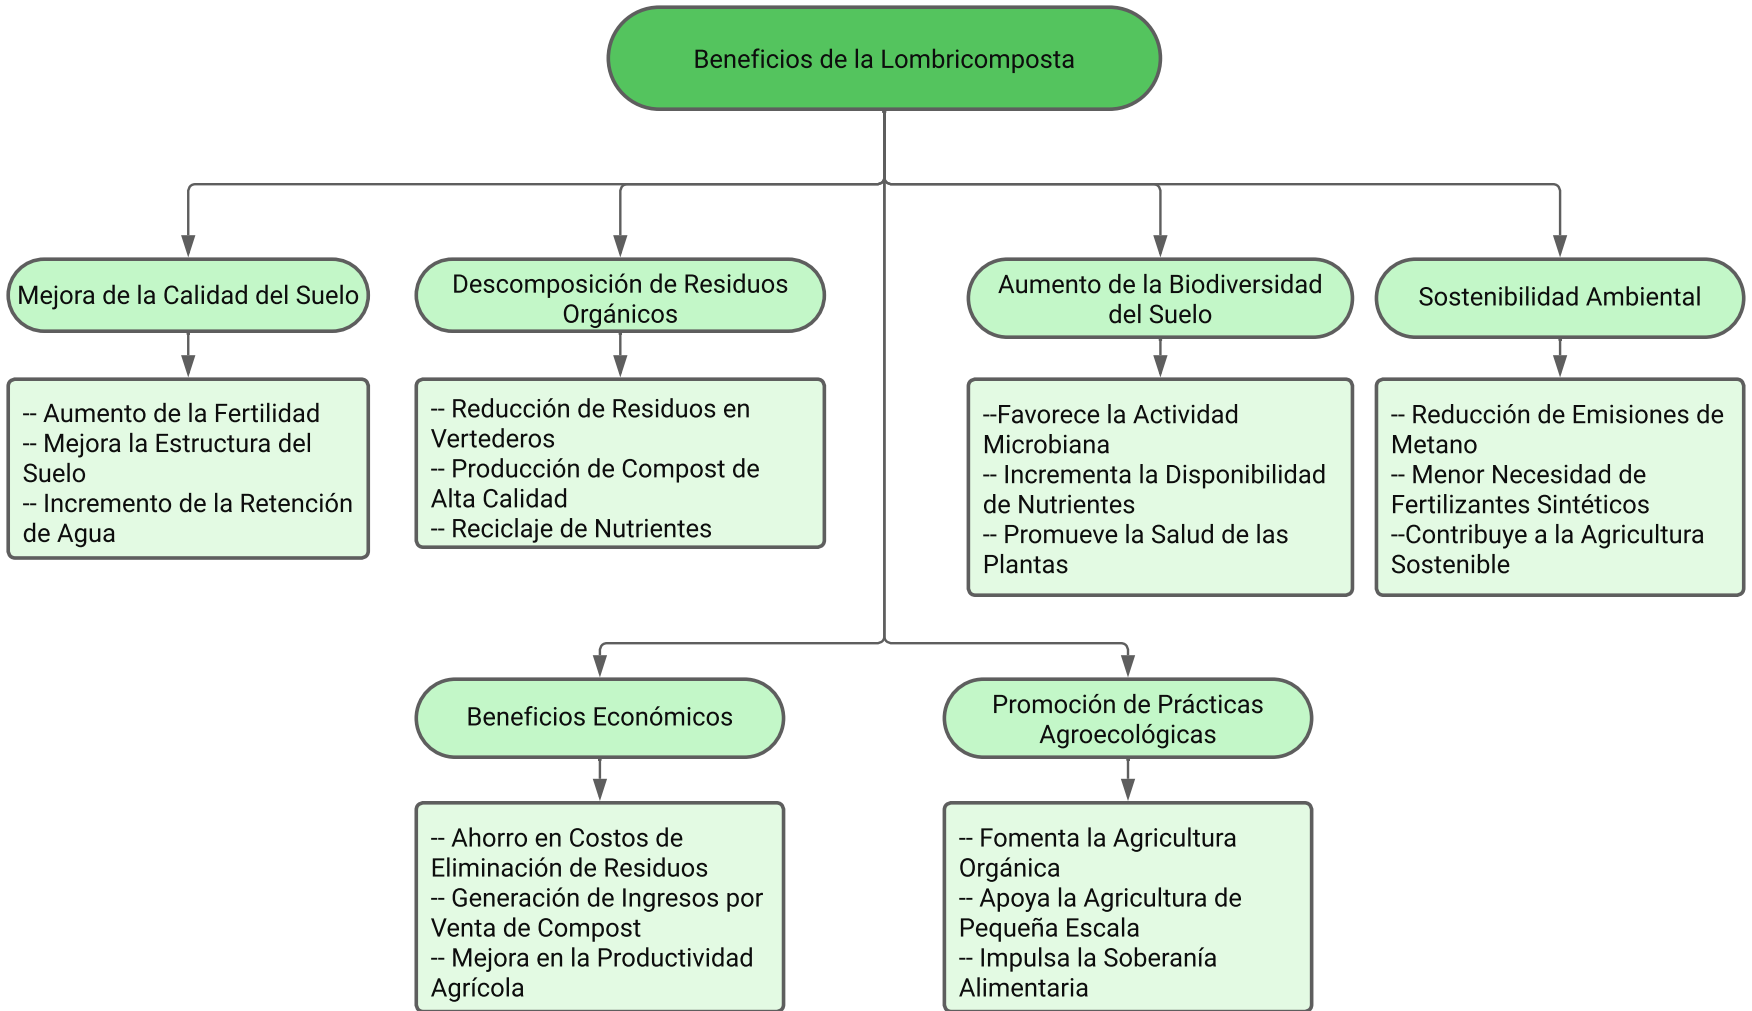 Beneficios de la Lombricomposta
Mejora de la Calidad del Suelo
-- Aumento de la Fertilidad
-- Mejora la Estructura del
Suelo
-- Incremento de la Retención
de Agua
Descomposición de Residuos
Orgánicos
-- Reducción de Residuos en
Vertederos
-- Producción de Compost de
Alta Calidad
-- Reciclaje de Nutrientes
Aumento de la Biodiversidad
del Suelo
--Favorece la Actividad
Microbiana
-- Incrementa la Disponibilidad
de Nutrientes
-- Promueve la Salud de las
Plantas
Sostenibilidad Ambiental
-- Reducción de Emisiones de
Metano
-- Menor Necesidad de
Fertilizantes Sintéticos
--Contribuye a la Agricultura
Sostenible
Beneficios Económicos
-- Ahorro en Costos de
Eliminación de Residuos
-- Generación de Ingresos por
Venta de Compost
-- Mejora en la Productividad
Agrícola
Promoción de Prácticas
Agroecológicas
-- Fomenta la Agricultura
Orgánica
-- Apoya la Agricultura de
Pequeña Escala
-- Impulsa la Soberanía
Alimentaria